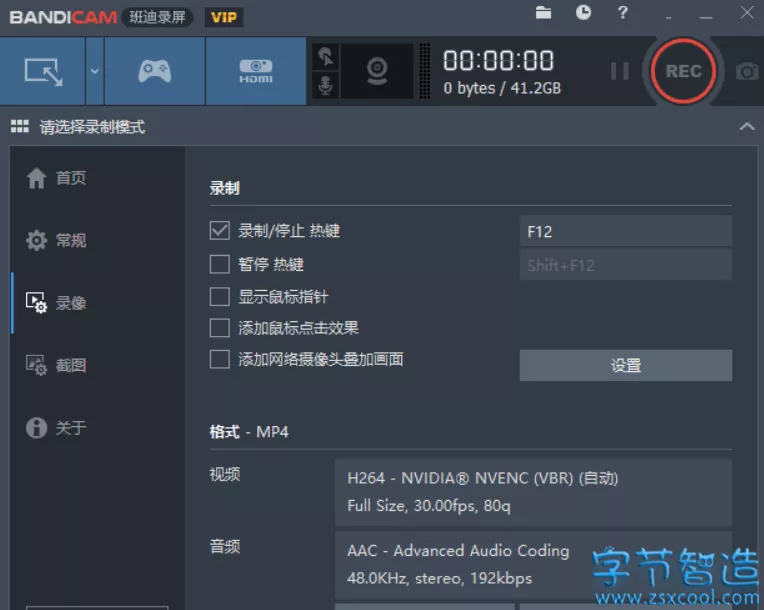 BANDICAM 班迪录屏 VIP
HDMI
00:00:00
0 bytes / 41.2GB
REC
请选择录制模式
首页
常规
录像
截图
关于
录制
录制/停止 热键
F12
暂停 热键
Shift+F12
显示鼠标指针
添加鼠标点击效果
添加网络摄像头叠加画面
设置
格式 - MP4
视频
H264 - NVIDIA® NVENC (VBR) (自动)
Full Size, 30.00fps, 80q
音频
AAC - Advanced Audio Coding
48.0KHz, stereo, 192kbps
字节智造
www.zsxcool.com